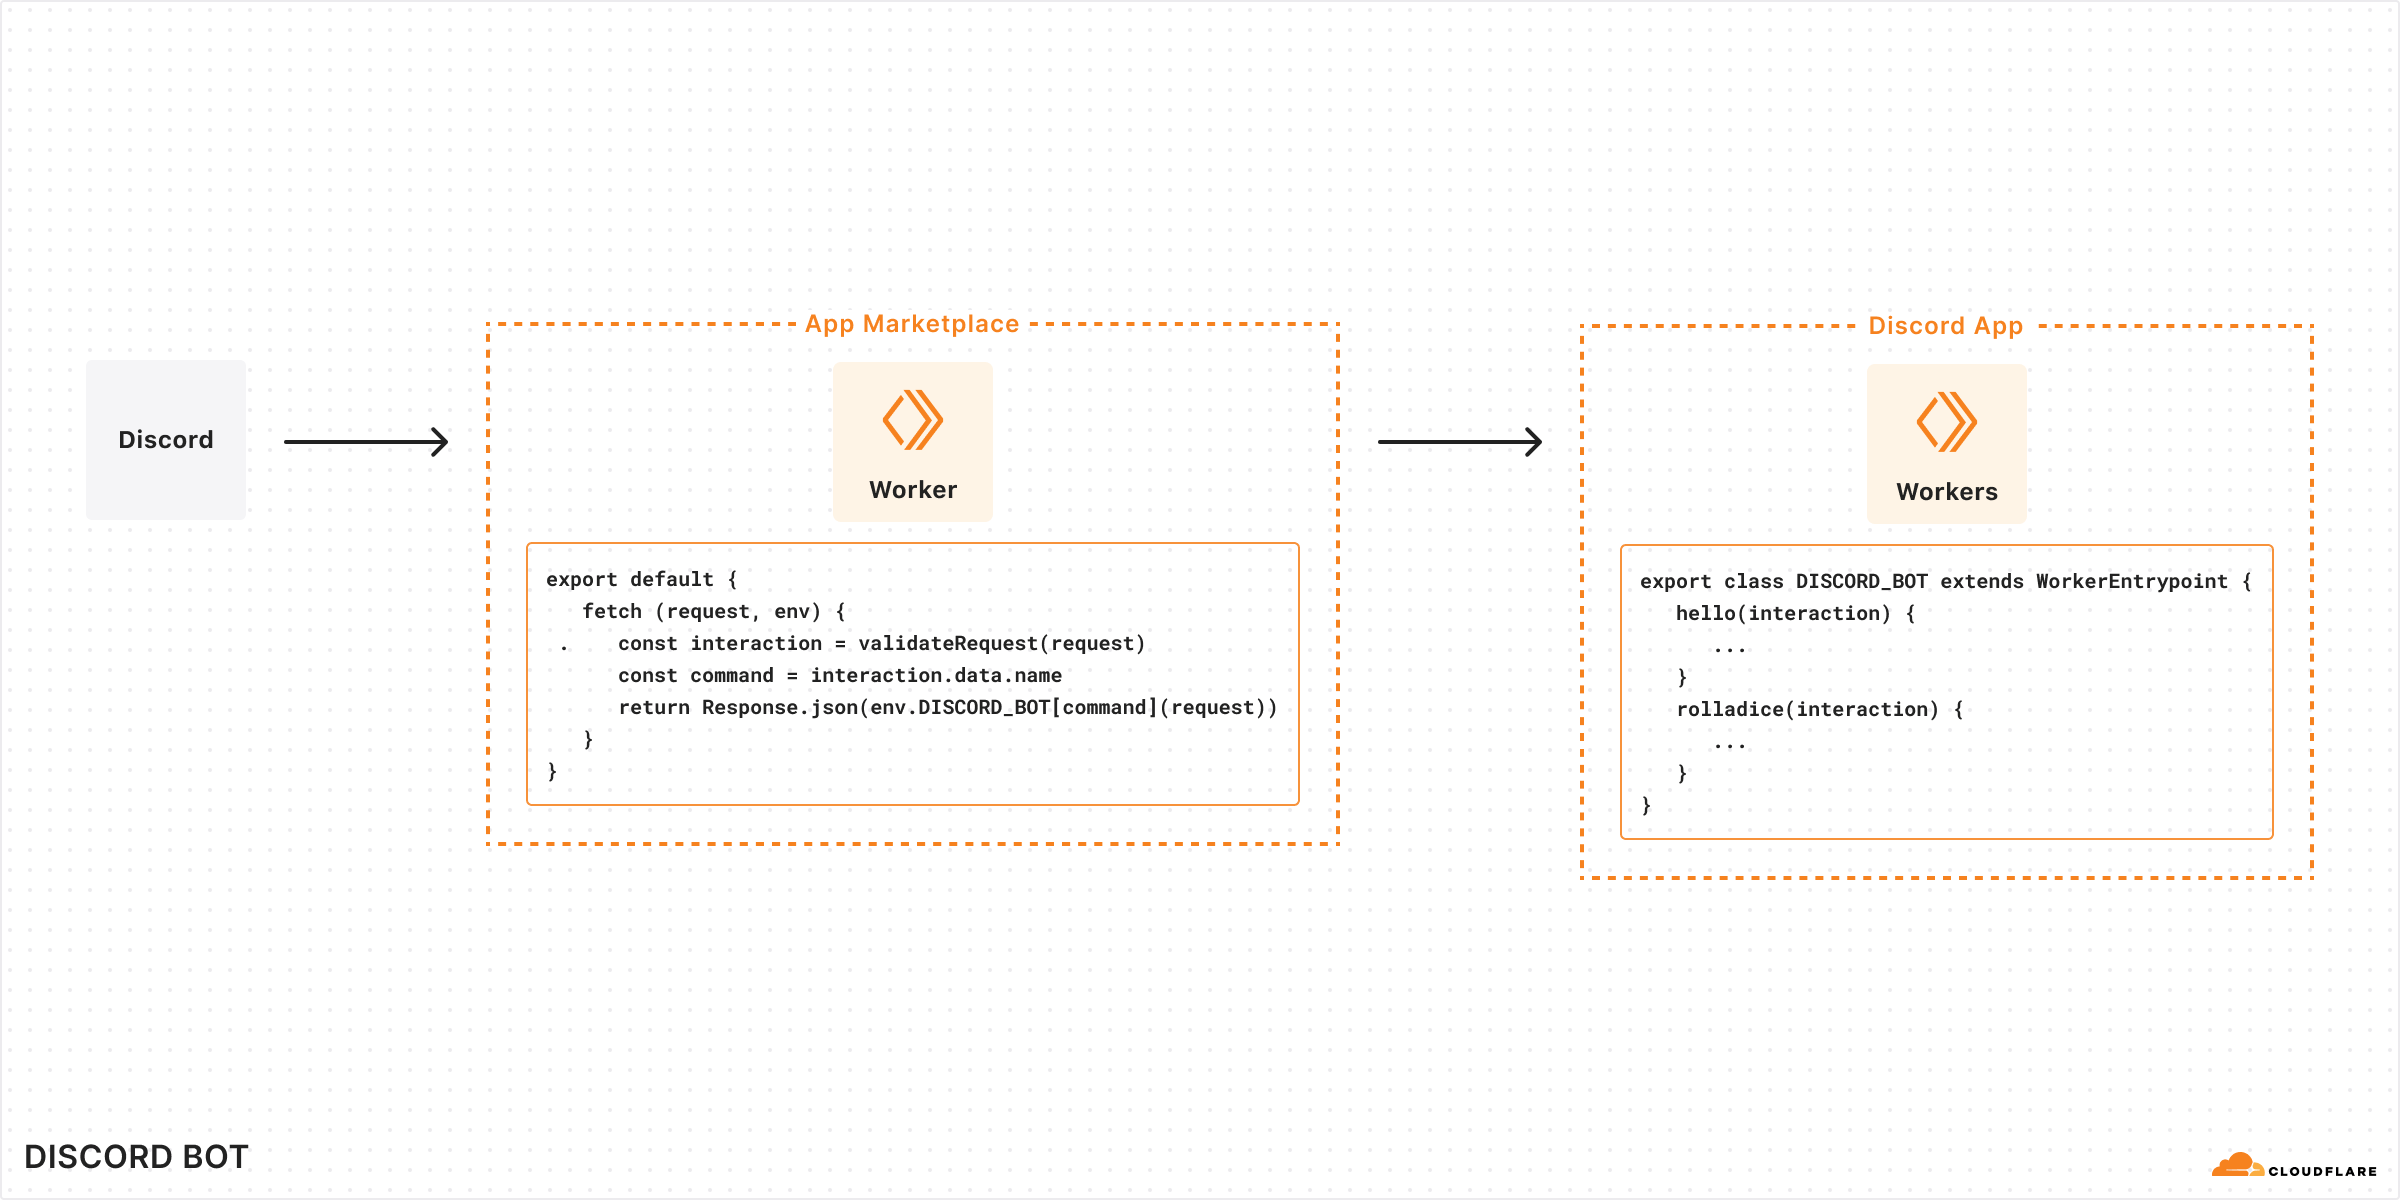 Discord
App Marketplace
Worker
export default {
fetch (request, env) {
. const interaction = validateRequest(request)
const command = interaction.data.name
return Response.json(env.DISCORD_BOT[command](request))
}
}
Discord App
Workers
export class DISCORD_BOT extends WorkerEntrypoint {
hello(interaction) {
...
}
rolladice(interaction) {
...
}
}
DISCORD BOT
CLOUDFLARE